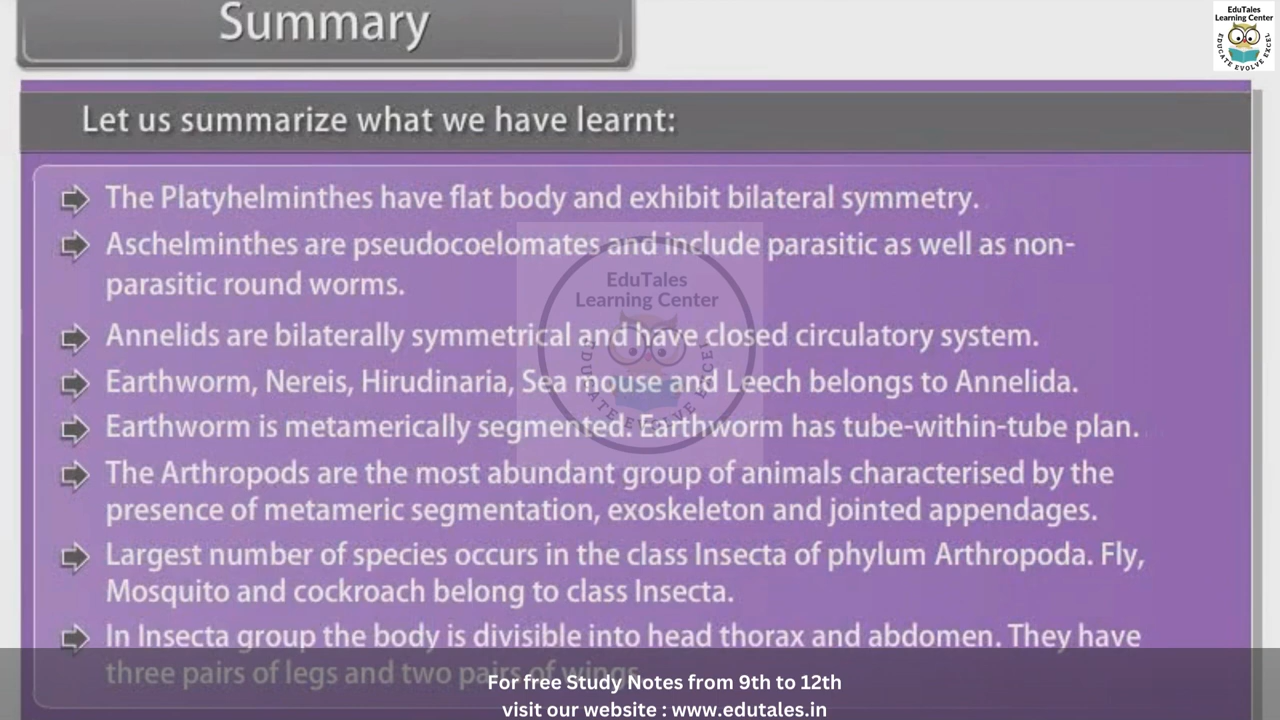 Summary
EduTales
Learning Center
EDUCATE EVOLVE EXCEL
Let us summarize what we have learnt:
The Platyhelminthes have flat body and exhibit bilateral symmetry.
Aschelminthes are pseudocoelomates and include parasitic as well as non-
parasitic round worms.
EduTales
Learning Center
EDUCATE EVOLVE EXCEL
Annelids are bilaterally symmetrical and have closed circulatory system.
Earthworm, Nereis, Hirudinaria, Sea mouse and Leech belongs to Annelida.
Earthworm is metamerically segmented. Earthworm has tube-within-tube plan.
The Arthropods are the most abundant group of animals characterised by the
presence of metameric segmentation, exoskeleton and jointed appendages.
Largest number of species occurs in the class Insecta of phylum Arthropoda. Fly,
Mosquito and cockroach belong to class Insecta.
In Insecta group the body is divisible into head thorax and abdomen. They have
three pairs of legs and two pairs of wings.
For free Study Notes from 9th to 12th
visit our website : www.edutales.in